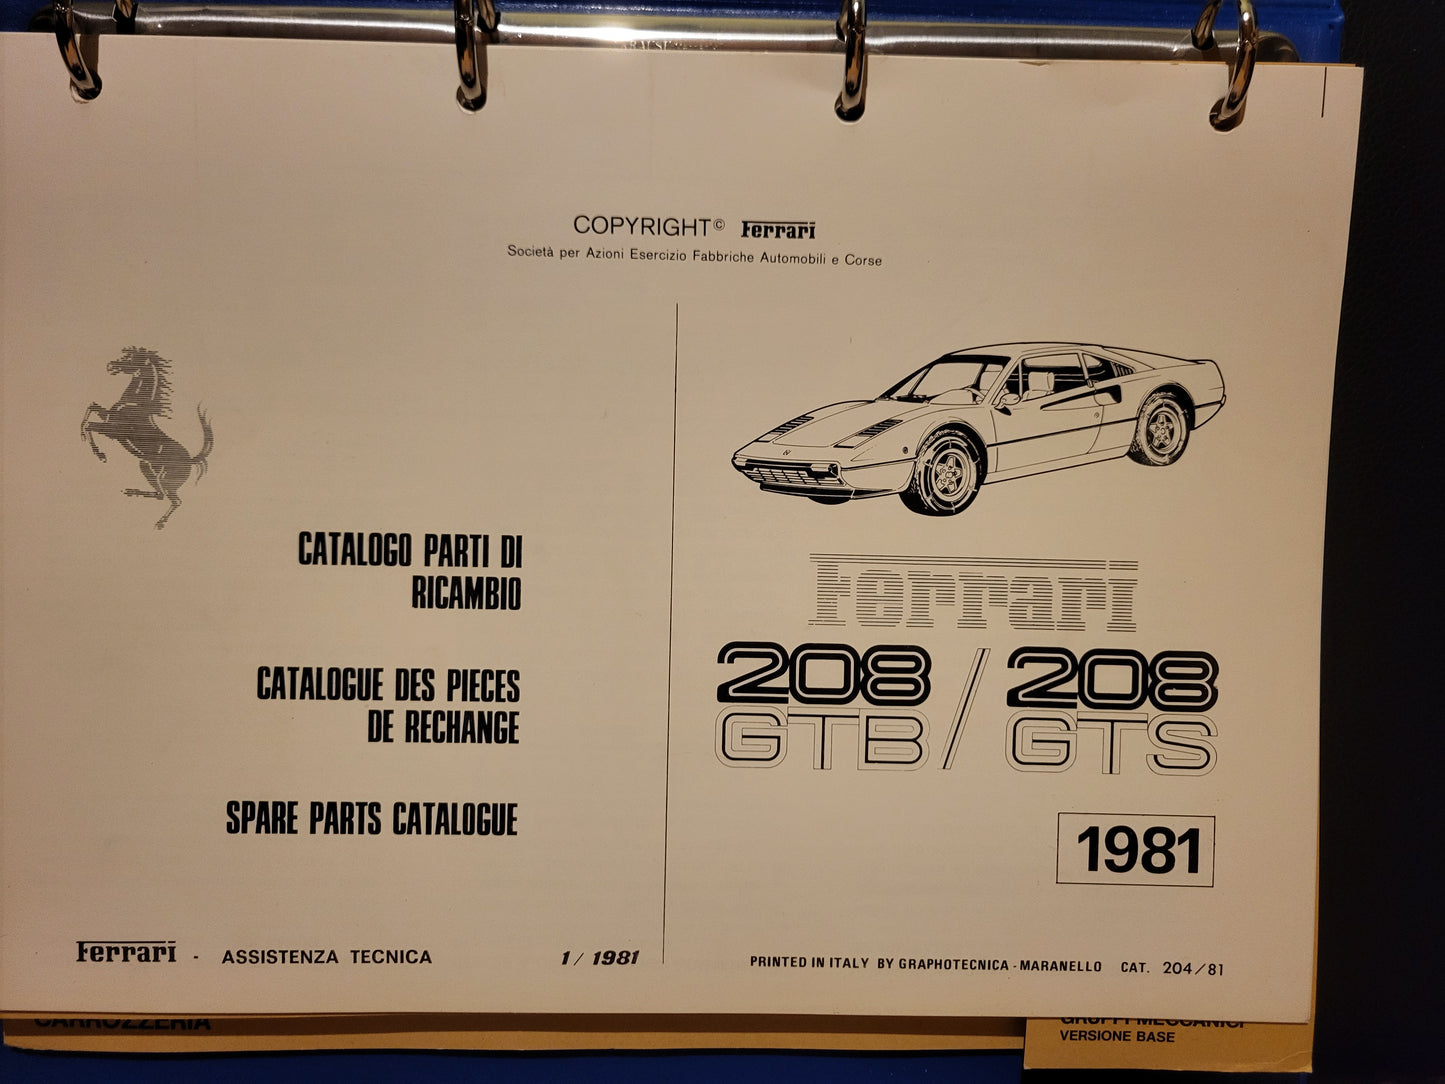 COPYRIGHT© Ferrari
Società per Azioni Esercizio Fabbriche Automobili e Corse
CATALOGO PARTI DI
RICAMBIO
CATALOGUE DES PIECES
DE RECHANGE
SPARE PARTS CATALOGUE
Ferrari - ASSISTENZA TECNICA 1/1981
Ferrari
208/208
GTB/GTS
1981
PRINTED IN ITALY BY GRAPHOTECNICA - MARANELLO CAT. 204/81
CARROZZERIA
GRUPPI MECCANICI
VERSIONE BASE